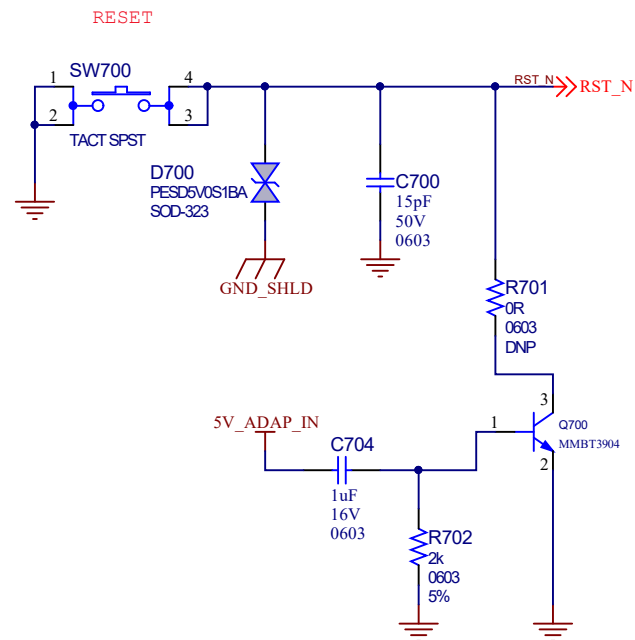 RESET
SW700
1
4
2
3
TACT SPST
RST_N
RST_N
D700
PESD5V0S1BA
SOD-323
GND_SHLD
C700
15pF
50V
0603
R701
0R
0603
DNP
3
1
Q700
MMBT3904
2
5V_ADAP_IN
C704
1uF
16V
0603
R702
2k
0603
5%